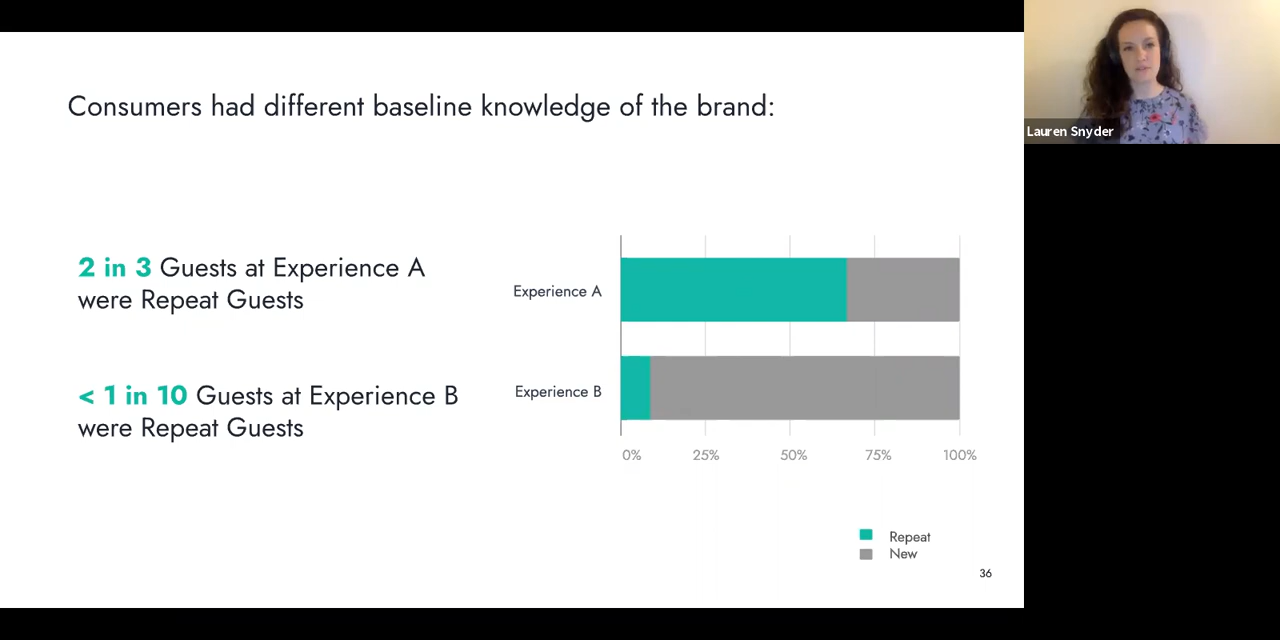 Consumers had different baseline knowledge of the brand:
2 in 3 Guests at Experience A
were Repeat Guests
< 1 in 10 Guests at Experience B
were Repeat Guests
Experience A
Experience B
0% 25% 50% 75% 100%
Repeat
New
36
Lauren Snyder